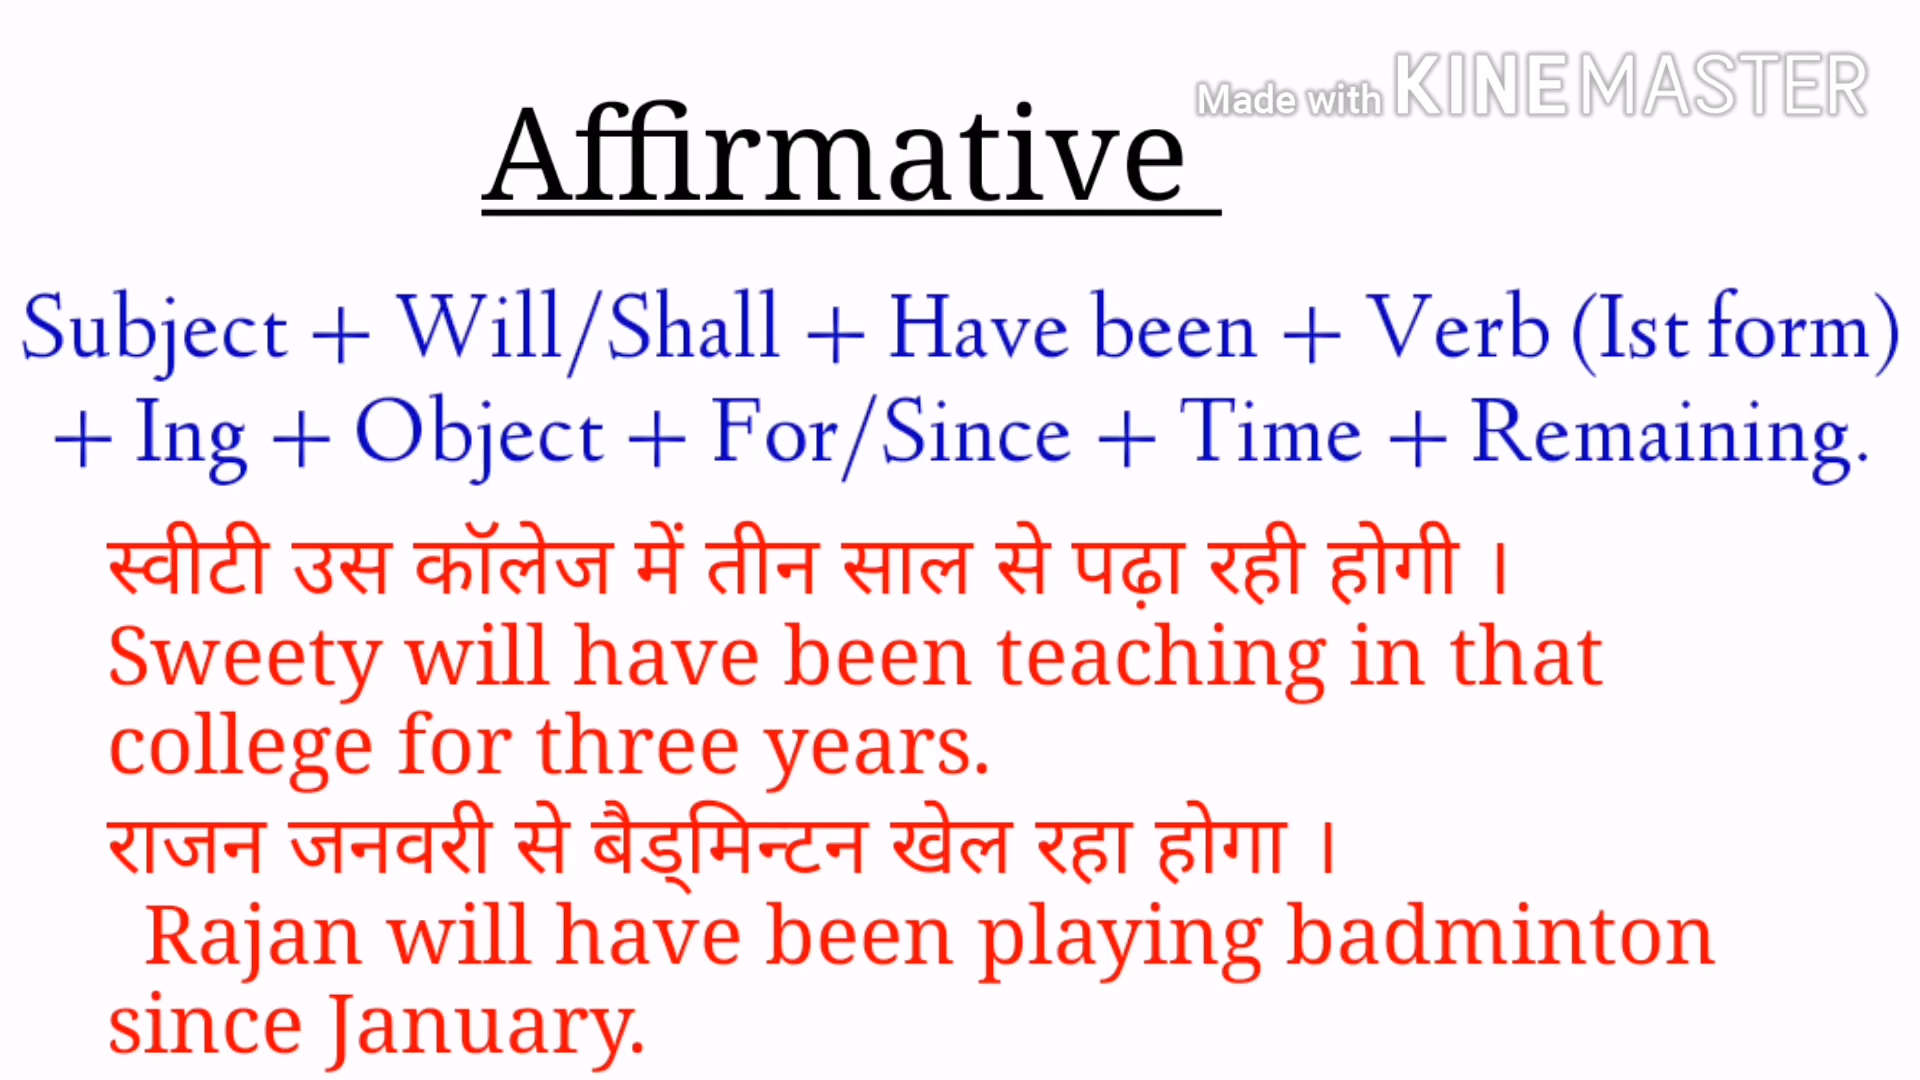 Made with KINEMASTER
Affirmative
Subject + Will/Shall + Have been + Verb (Ist form)
+ Ing + Object + For/Since + Time + Remaining.
स्वीटी उस कॉलेज में तीन साल से पढ़ा रही होगी ।
Sweety will have been teaching in that
college for three years.
राजन जनवरी से बैड्मिन्टन खेल रहा होगा ।
Rajan will have been playing badminton
since January.